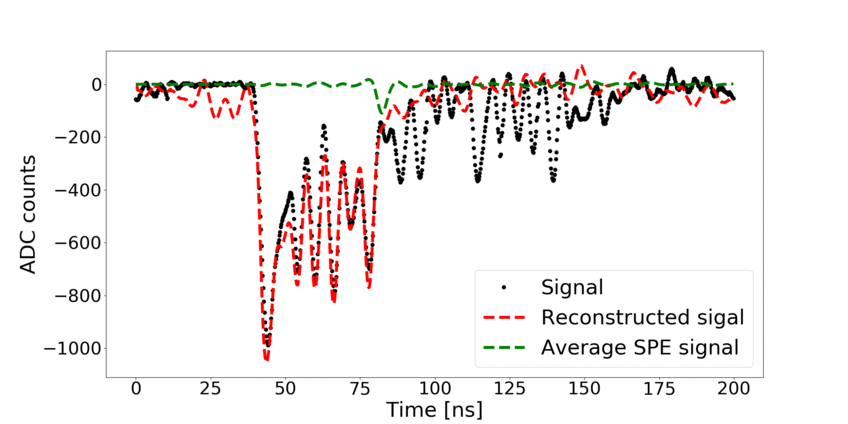 0
−200
−400
−600
−800
−1000
ADC counts
Signal
Reconstructed sigal
Average SPE signal
0 25 50 75 100 125 150 175 200
Time [ns]